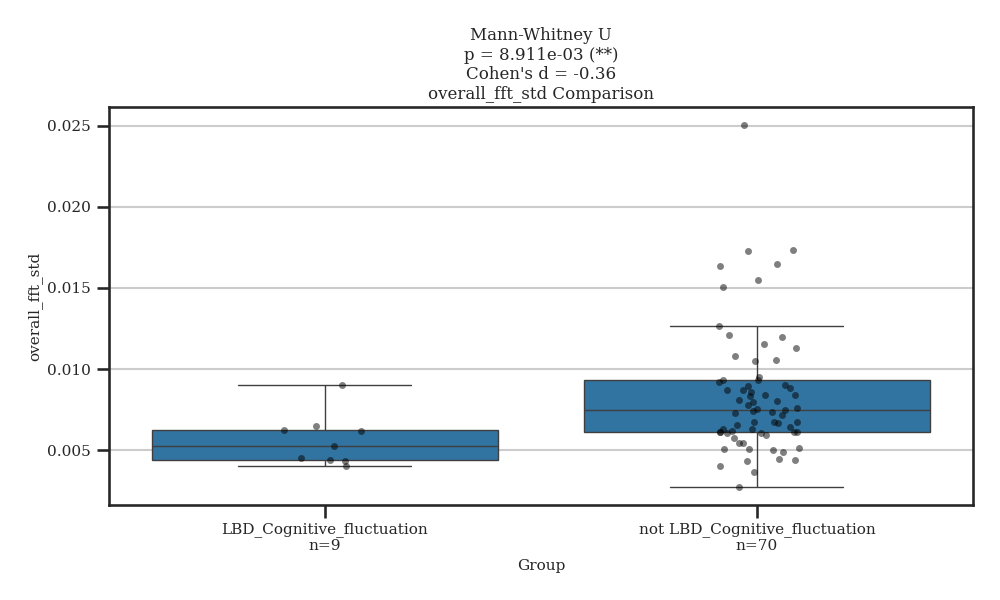 Mann-Whitney U
p = 8.911e-03 (**)
Cohen's d = -0.36
overall_fft_std Comparison
0.025
0.020
0.015
0.010
0.005
overall_fft_std
LBD_Cognitive_fluctuation
n=9
not LBD_Cognitive_fluctuation
n=70
Group